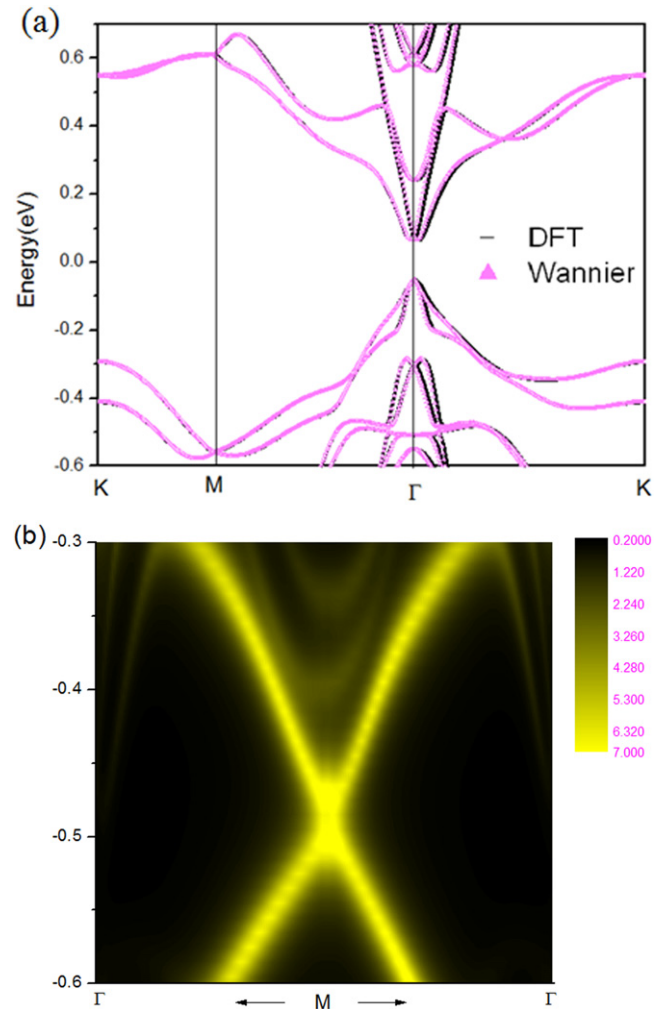 (a)
0.6
0.4
0.2
0.0
-0.2
-0.4
-0.6
Energy(eV)
DFT
Wannier
K
M
Γ
K
(b)
-0.3
-0.4
-0.5
-0.6
0.2000
1.220
2.240
3.260
4.280
5.300
6.320
7.000
Γ
M
Γ